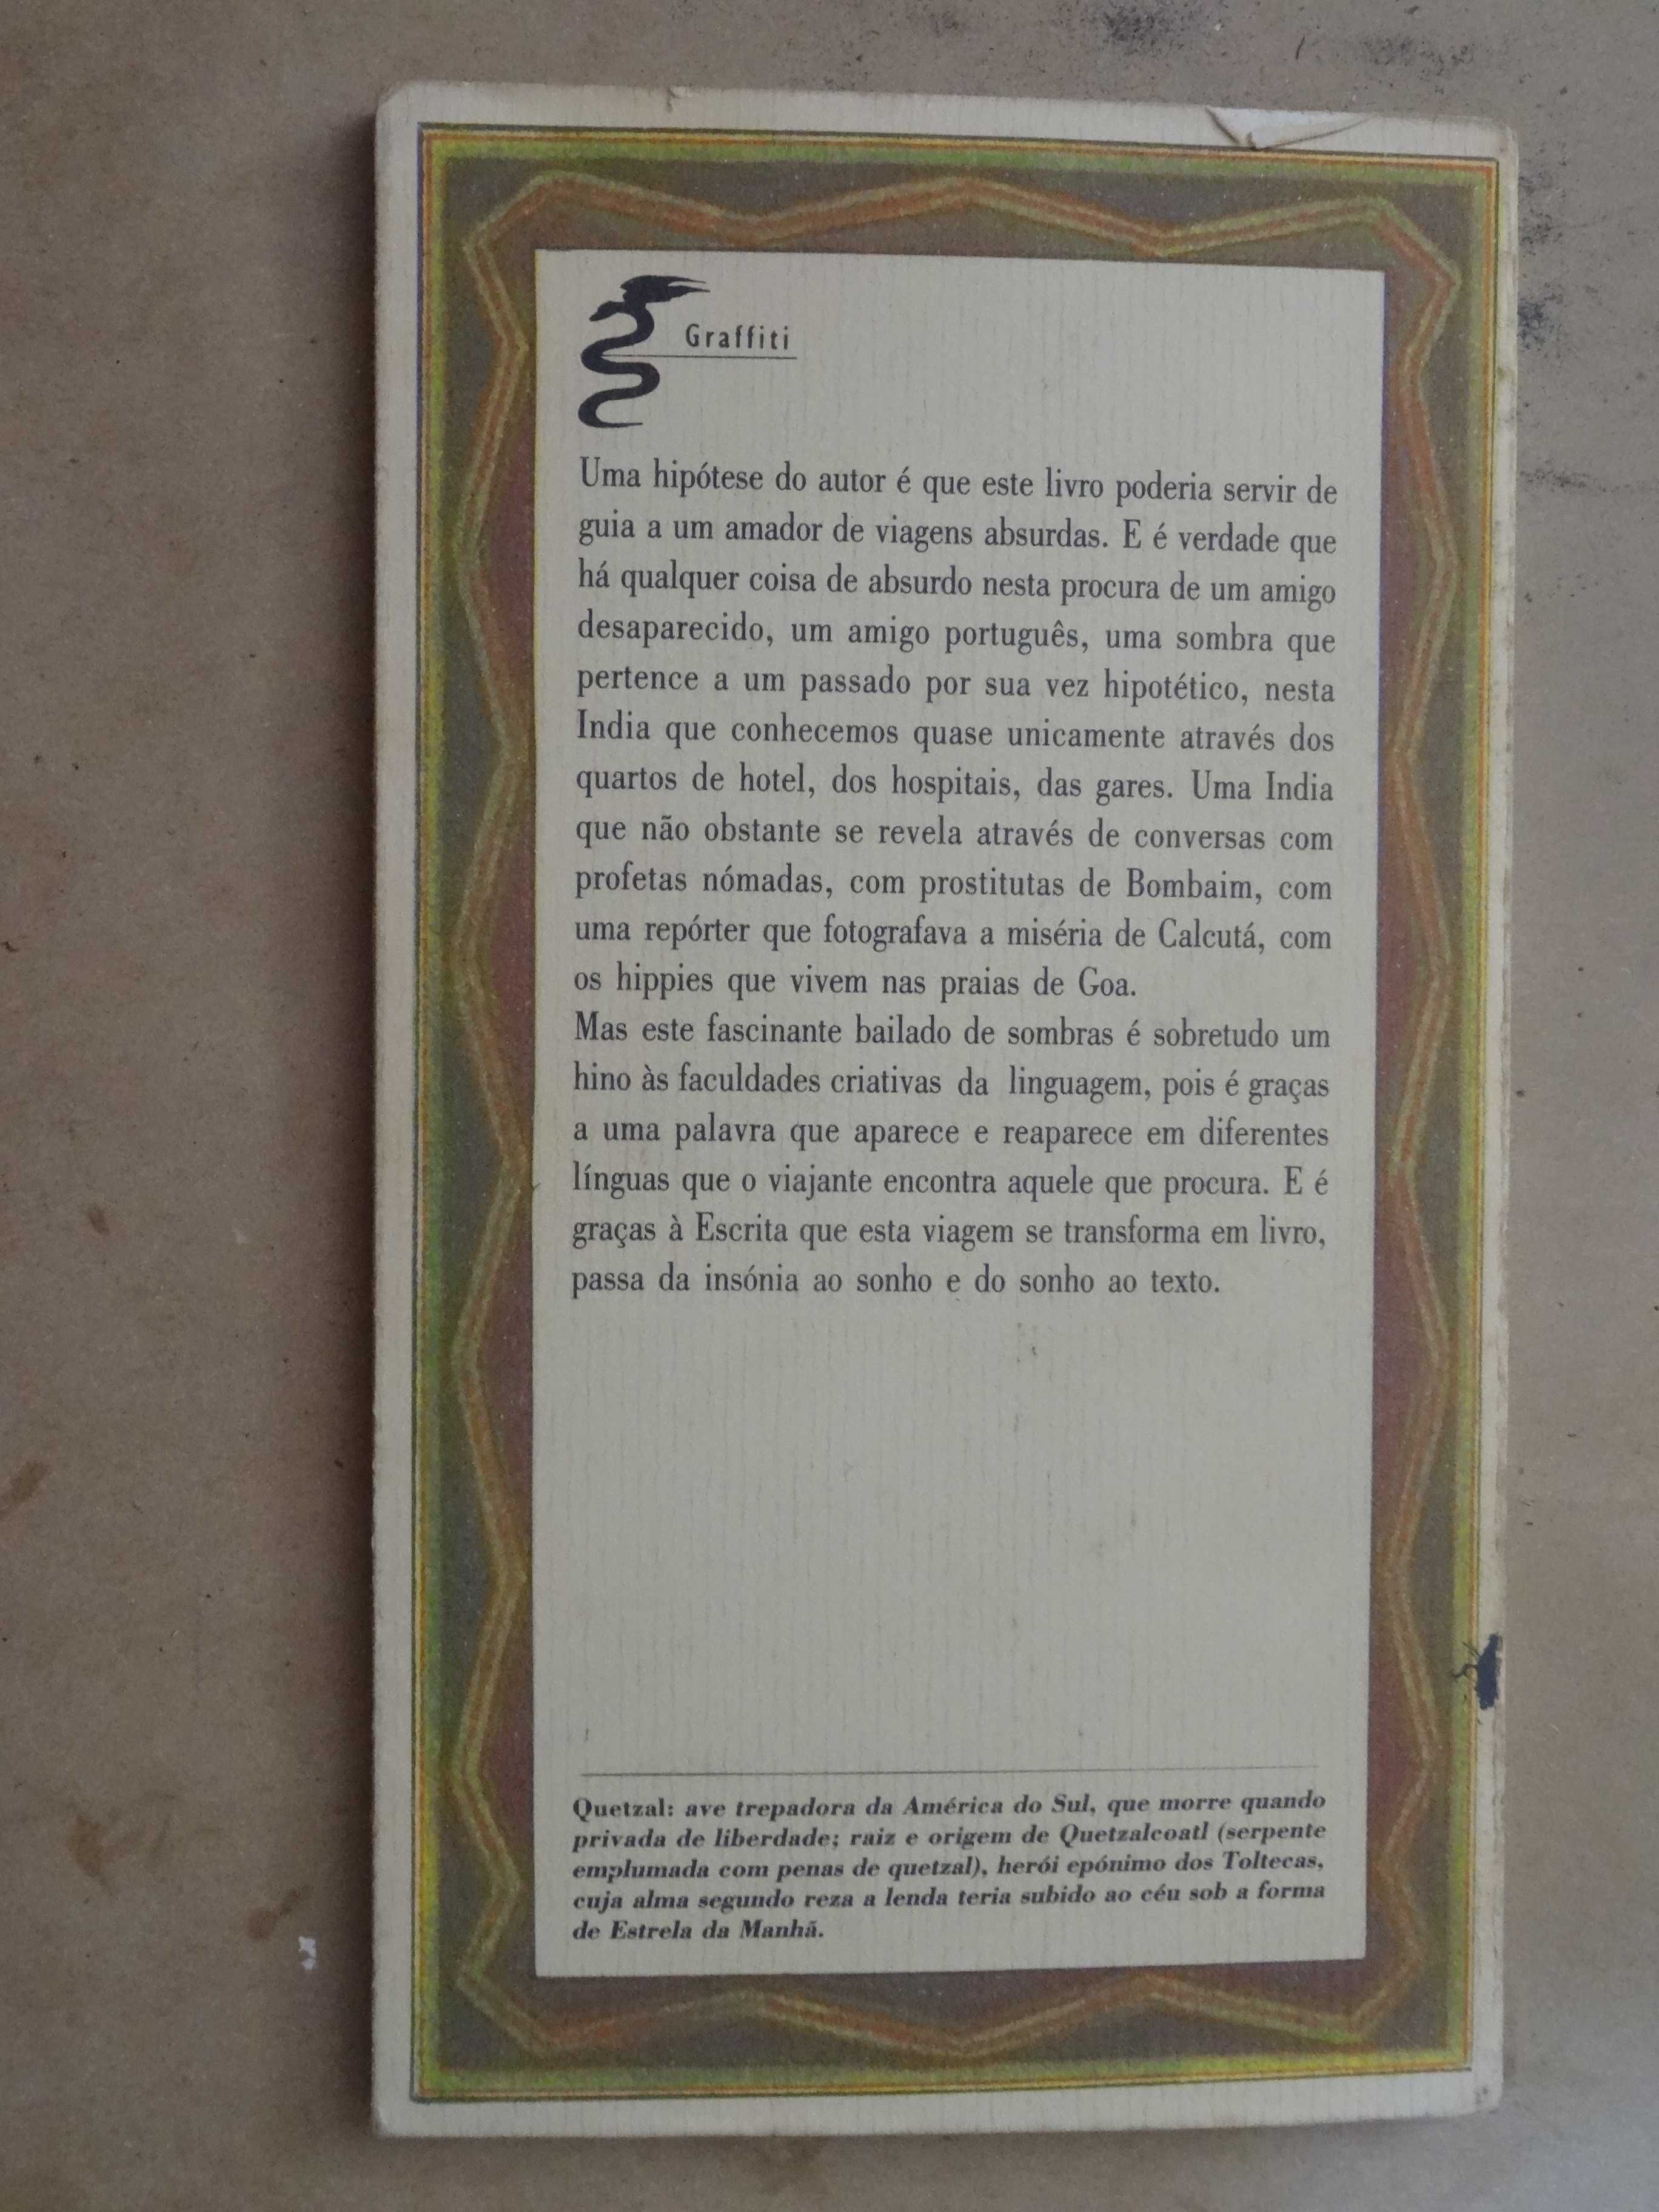 Graffiti
Uma hipótese do autor é que este livro poderia servir de
guia a um amador de viagens absurdas. E é verdade que
há qualquer coisa de absurdo nesta procura de um amigo
desaparecido, um amigo português, uma sombra que
pertence a um passado por sua vez hipotético, nesta
India que conhecemos quase unicamente através dos
quartos de hotel, dos hospitais, das gares. Uma India
que não obstante se revela através de conversas com
profetas nómadas, com prostitutas de Bombaim, com
uma repórter que fotografava a miséria de Calcutá, com
os hippies que vivem nas praias de Goa.
Mas este fascinante bailado de sombras é sobretudo um
hino às faculdades criativas da linguagem, pois é graças
a uma palavra que aparece e reaparece em diferentes
línguas que o viajante encontra aquele que procura. E é
graças à Escrita que esta viagem se transforma em livro,
passa da insónia ao sonho e do sonho ao texto.
Quetzal: ave trepadora da América do Sul, que morre quando
privada de liberdade; raiz e origem de Quetzalcoatl (serpente
emplumada com penas de quetzal), herói epónimo dos Toltecas,
cuja alma segundo reza a lenda teria subido ao céu sob a forma
de Estrela da Manhã.